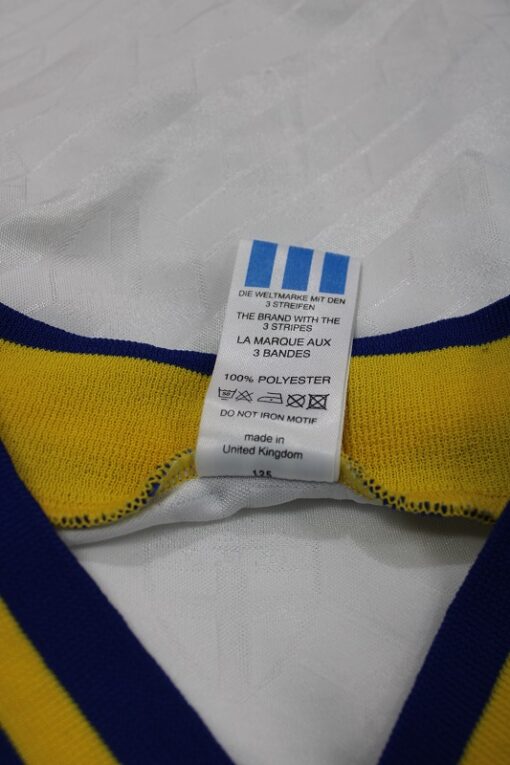 DIE WELTMARKE MIT DEN
3 STREIFEN
THE BRAND WITH THE
3 STRIPES
LA MARQUE AUX
3 BANDES
100% POLYESTER
DO NOT IRON MOTIF
made in
United Kingdom
125